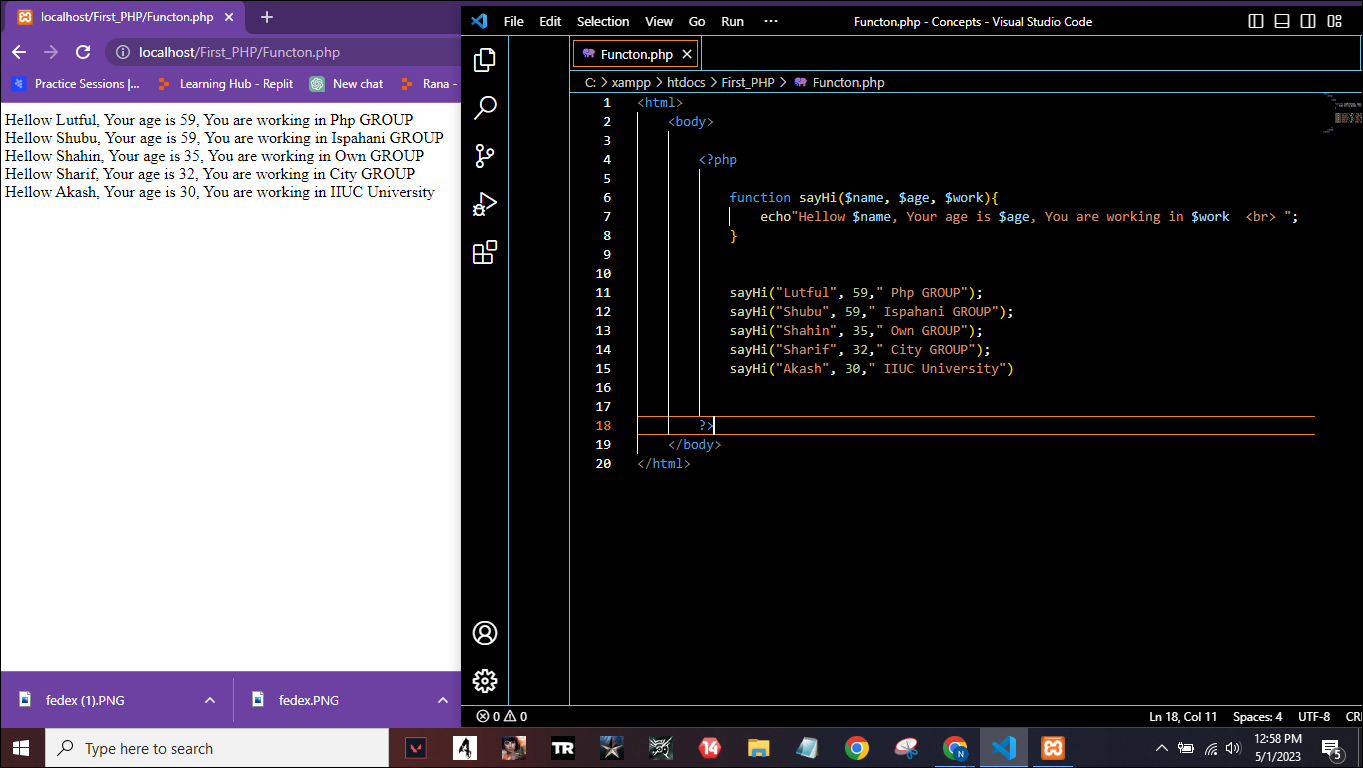 localhost/First_PHP/Functon.php
localhost/First_PHP/Functon.php
Practice Sessions |... Learning Hub - Replit New chat Rana -
Hellow Lutful, Your age is 59, You are working in Php GROUP
Hellow Shubu, Your age is 59, You are working in Ispahani GROUP
Hellow Shahin, Your age is 35, You are working in Own GROUP
Hellow Sharif, Your age is 32, You are working in City GROUP
Hellow Akash, Your age is 30, You are working in IIUC University
fedex (1).PNG fedex.PNG
File Edit Selection View Go Run ··· Functon.php - Concepts - Visual Studio Code
Functon.php
C: > xampp > htdocs > First_PHP > Functon.php
1 <html>
2 <body>
3
4 <?php
5
6 function sayHi($name, $age, $work){
7 echo"Hellow $name, Your age is $age, You are working in $work  <br> ";
8 }
9
10
11 sayHi("Lutful", 59," Php GROUP");
12 sayHi("Shubu", 59," Ispahani GROUP");
13 sayHi("Shahin", 35," Own GROUP");
14 sayHi("Sharif", 32," City GROUP");
15 sayHi("Akash", 30," IIUC University")
16
17
18 ?>
19 </body>
20 </html>
0 0 Ln 18, Col 11 Spaces: 4 UTF-8 CR
Type here to search 4 TR 14 N 12:58 PM
5/1/2023 5